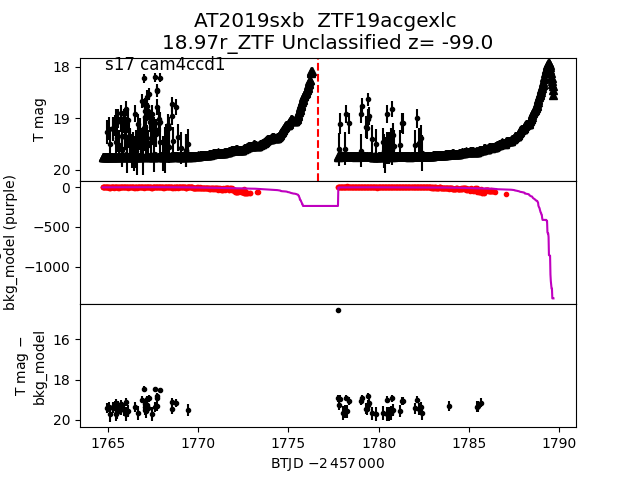 AT2019sxb  ZTF19acgexlc
18.97r_ZTF Unclassified z= -99.0
s17 cam4ccd1
T mag
18
19
20
bkg_model (purple)
0
−500
−1000
T mag −
bkg_model
16
18
20
1765 1770 1775 1780 1785 1790
BTJD −2 457 000